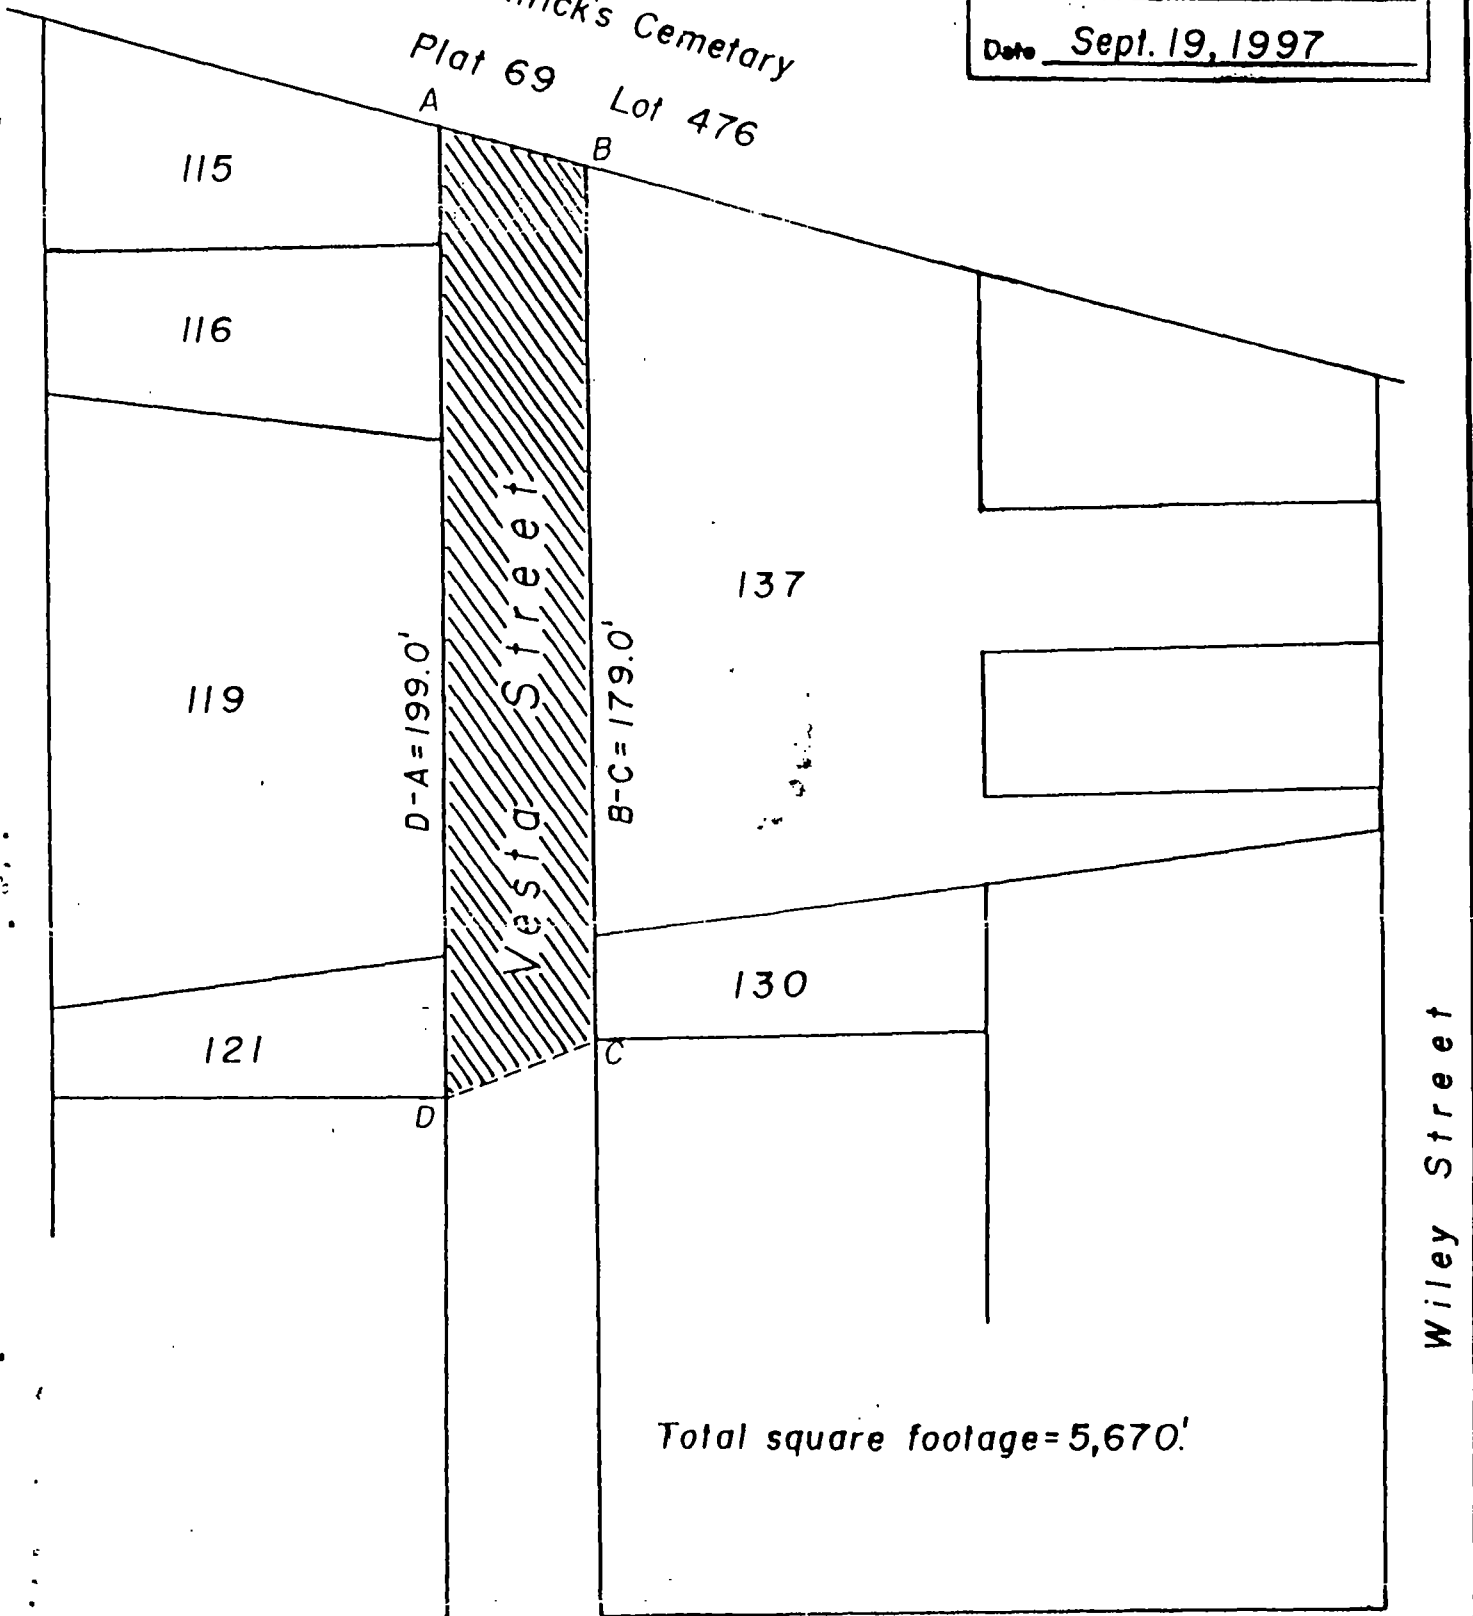 Cemetary
Plat 69 Lot 476
Date Sept. 19, 1997
A
B
115
116
119
121
D-A=199.0'
Vesta Street
B-C=179.0'
137
130
C
D
Wiley Street
Total square footage=5,670.'